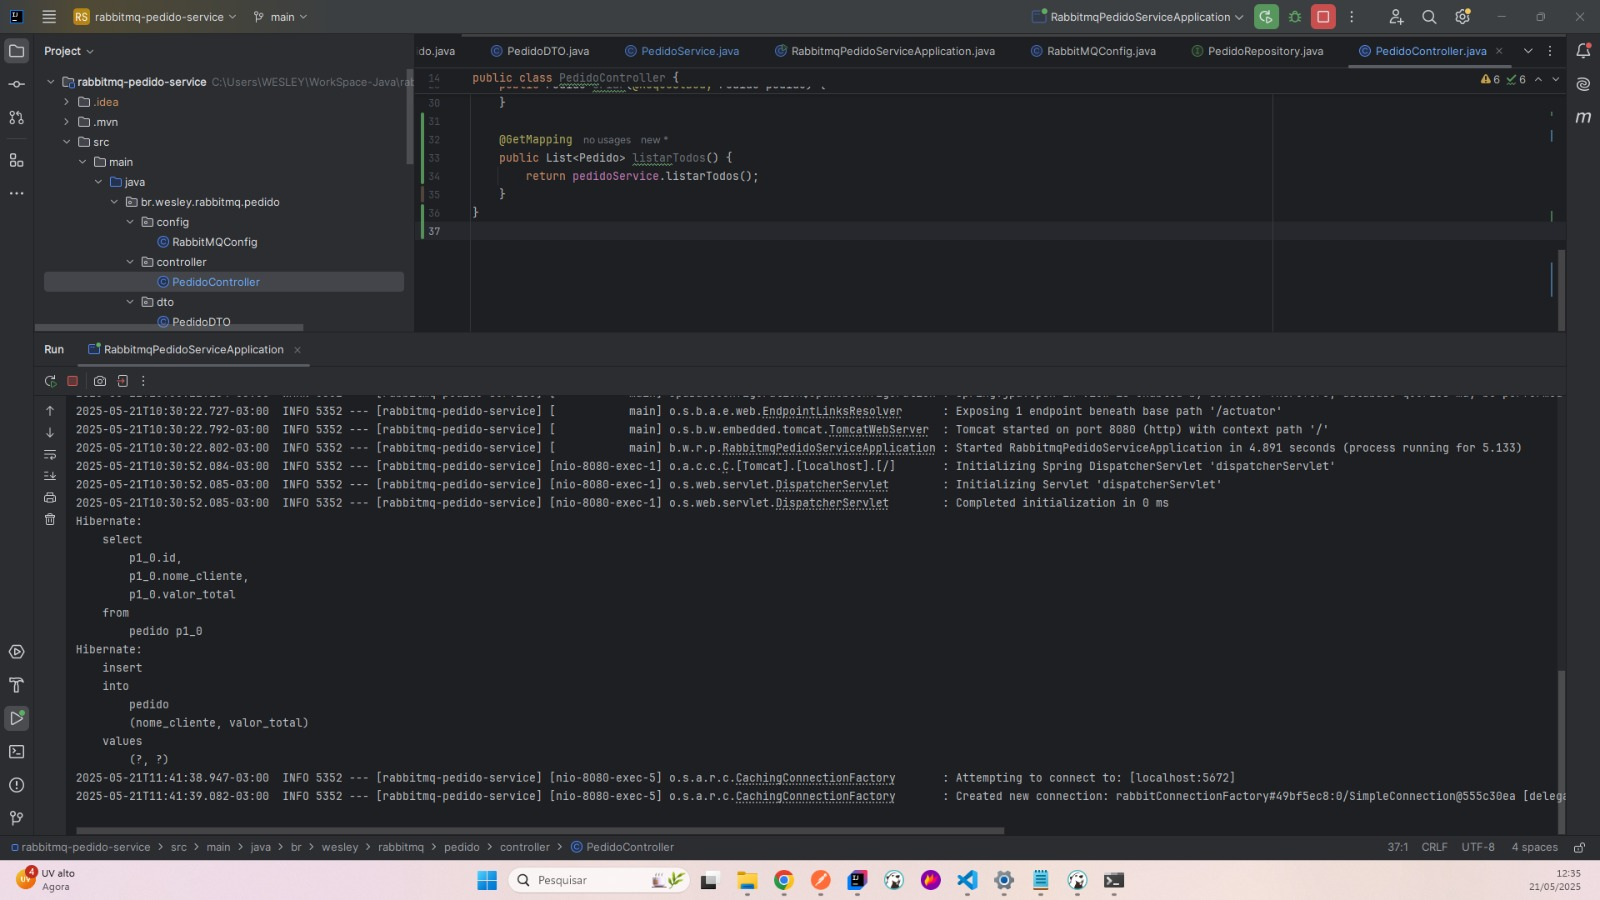 RS rabbitmq-pedido-service main RabbitmqPedidoServiceApplication
Project
do.java PedidoDTO.java PedidoService.java RabbitmqPedidoServiceApplication.java RabbitMQConfig.java PedidoRepository.java PedidoController.java
rabbitmq-pedido-service C:\Users\WESLEY\WorkSpace-Java\rab
.idea
.mvn
src
main
java
br.wesley.rabbitmq.pedido
config
RabbitMQConfig
controller
PedidoController
dto
PedidoDTO
14 public class PedidoController {
6 6
30 }
31
32 @GetMapping no usages new *
33 public List<Pedido> listarTodos() {
34 return pedidoService.listarTodos();
35 }
36 }
37
Run RabbitmqPedidoServiceApplication
2025-05-21T10:30:22.727-03:00 INFO 5352 --- [rabbitmq-pedido-service] [ main] o.s.b.a.e.web.EndpointLinksResolver : Exposing 1 endpoint beneath base path '/actuator'
2025-05-21T10:30:22.792-03:00 INFO 5352 --- [rabbitmq-pedido-service] [ main] o.s.b.w.embedded.tomcat.TomcatWebServer : Tomcat started on port 8080 (http) with context path '/'
2025-05-21T10:30:22.802-03:00 INFO 5352 --- [rabbitmq-pedido-service] [ main] b.w.r.p.RabbitmqPedidoServiceApplication : Started RabbitmqPedidoServiceApplication in 4.891 seconds (process running for 5.133)
2025-05-21T10:30:52.084-03:00 INFO 5352 --- [rabbitmq-pedido-service] [nio-8080-exec-1] o.a.c.c.C.[Tomcat].[localhost].[/] : Initializing Spring DispatcherServlet 'dispatcherServlet'
2025-05-21T10:30:52.085-03:00 INFO 5352 --- [rabbitmq-pedido-service] [nio-8080-exec-1] o.s.web.servlet.DispatcherServlet : Initializing Servlet 'dispatcherServlet'
2025-05-21T10:30:52.085-03:00 INFO 5352 --- [rabbitmq-pedido-service] [nio-8080-exec-1] o.s.web.servlet.DispatcherServlet : Completed initialization in 0 ms
Hibernate:
select
p1_0.id,
p1_0.nome_cliente,
p1_0.valor_total
from
pedido p1_0
Hibernate:
insert
into
pedido
(nome_cliente, valor_total)
values
(?, ?)
2025-05-21T11:41:38.947-03:00 INFO 5352 --- [rabbitmq-pedido-service] [nio-8080-exec-5] o.s.a.r.c.CachingConnectionFactory : Attempting to connect to: [localhost:5672]
2025-05-21T11:41:39.082-03:00 INFO 5352 --- [rabbitmq-pedido-service] [nio-8080-exec-5] o.s.a.r.c.CachingConnectionFactory : Created new connection: rabbitConnectionFactory#49bf5ec8:0/SimpleConnection@555c30ea [delega
rabbitmq-pedido-service > src > main > java > br > wesley > rabbitmq > pedido > controller > PedidoController 37:1 CRLF UTF-8 4 spaces
4 UV alto
Agora
Pesquisar
12:35
21/05/2025